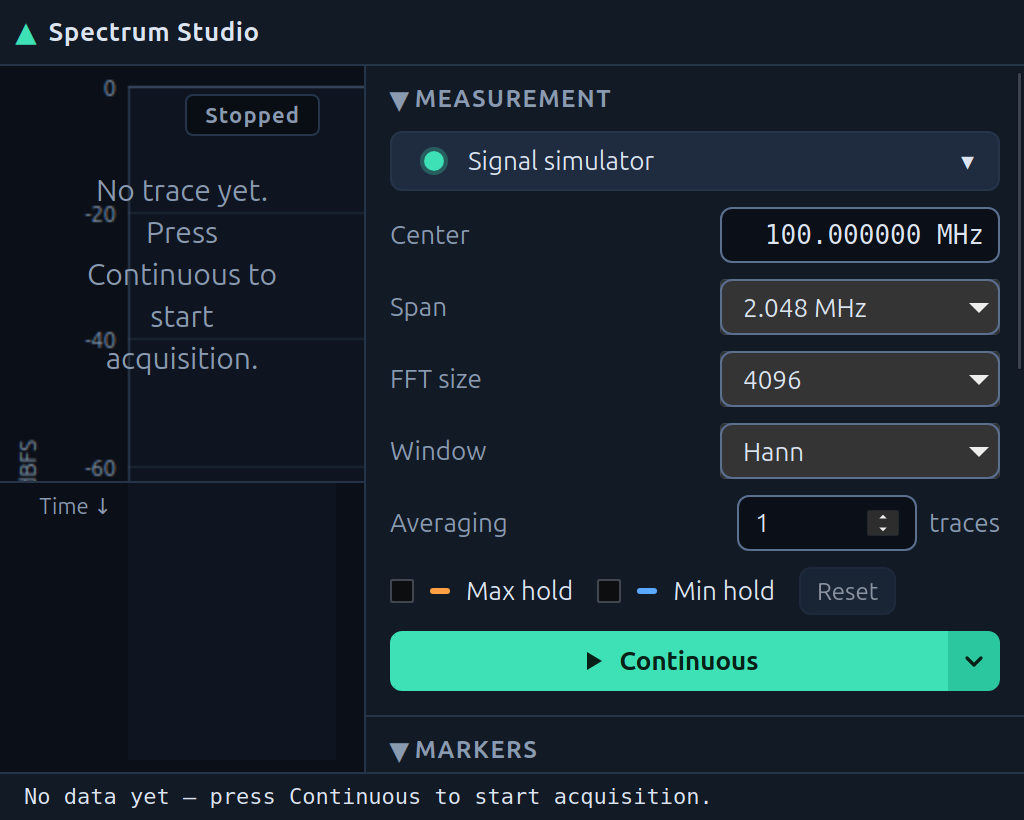 ▲ Spectrum Studio
0
Stopped
No trace yet.
-20
Press
Continuous to
start
-40
acquisition.
-60
Time ↓
▼ MEASUREMENT
Signal simulator ▼
Center 100.000000 MHz
Span 2.048 MHz
FFT size 4096
Window Hann
Averaging 1 traces
Max hold Min hold Reset
Continuous
▼ MARKERS
No data yet — press Continuous to start acquisition.